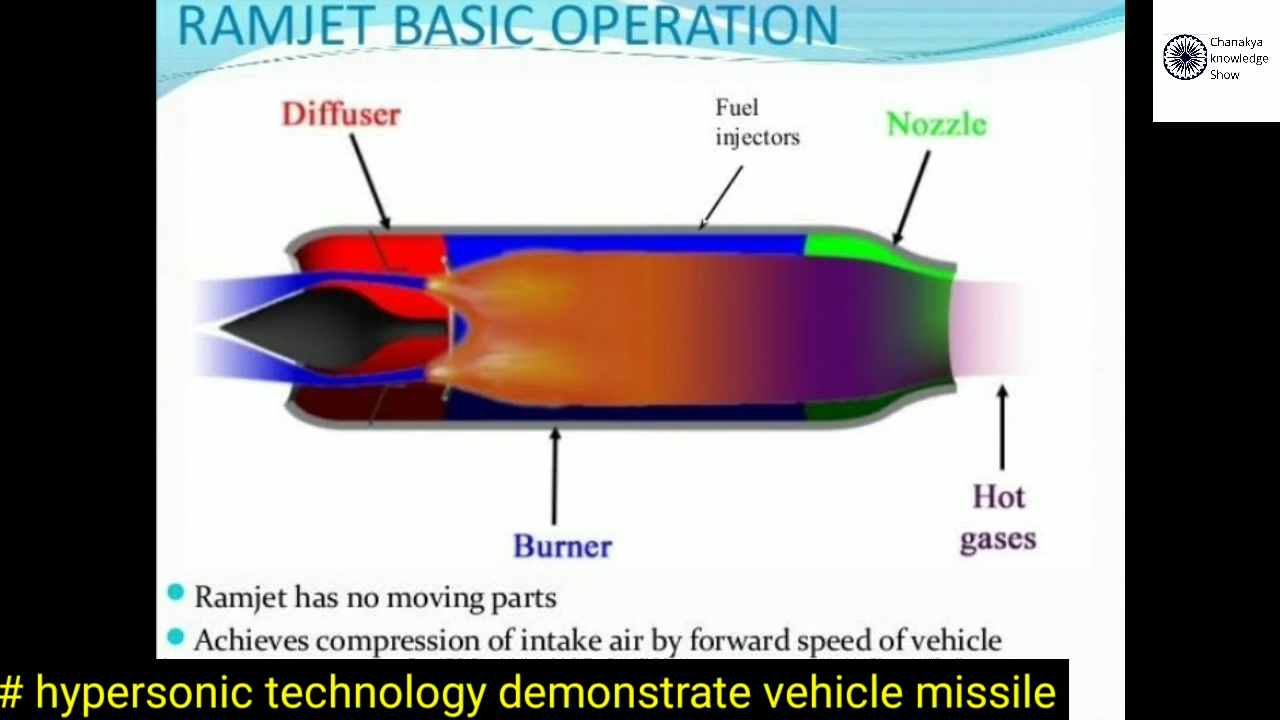 RAMJET BASIC OPERATION
Chanakya
knowledge
Show
Diffuser
Fuel
injectors
Nozzle
Burner
Hot
gases
Ramjet has no moving parts
Achieves compression of intake air by forward speed of vehicle
# hypersonic technology demonstrate vehicle missile